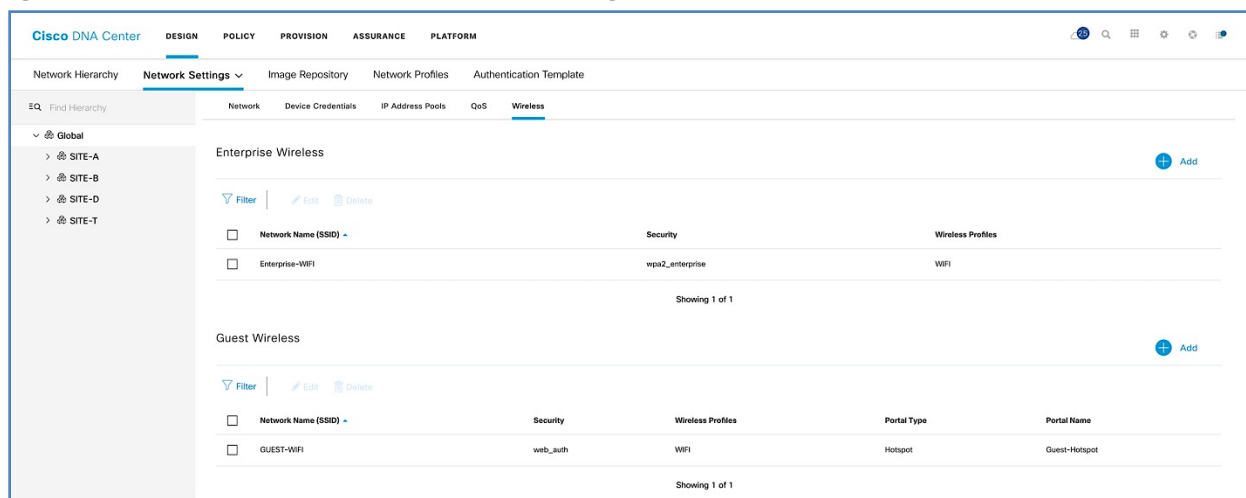 Cisco DNA Center DESIGN POLICY PROVISION ASSURANCE PLATFORM 25
Network Hierarchy Network Settings Image Repository Network Profiles Authentication Template
Find Hierarchy
Network Device Credentials IP Address Pools QoS Wireless
Global
SITE-A
SITE-B
SITE-D
SITE-T
Enterprise Wireless
Add
Filter Edit Delete
Network Name (SSID) Security Wireless Profiles
Enterprise-WIFI wpa2_enterprise WIFI
Showing 1 of 1
Guest Wireless
Add
Filter Edit Delete
Network Name (SSID) Security Wireless Profiles Portal Type Portal Name
GUEST-WIFI web_auth WIFI Hotspot Guest-Hotspot
Showing 1 of 1